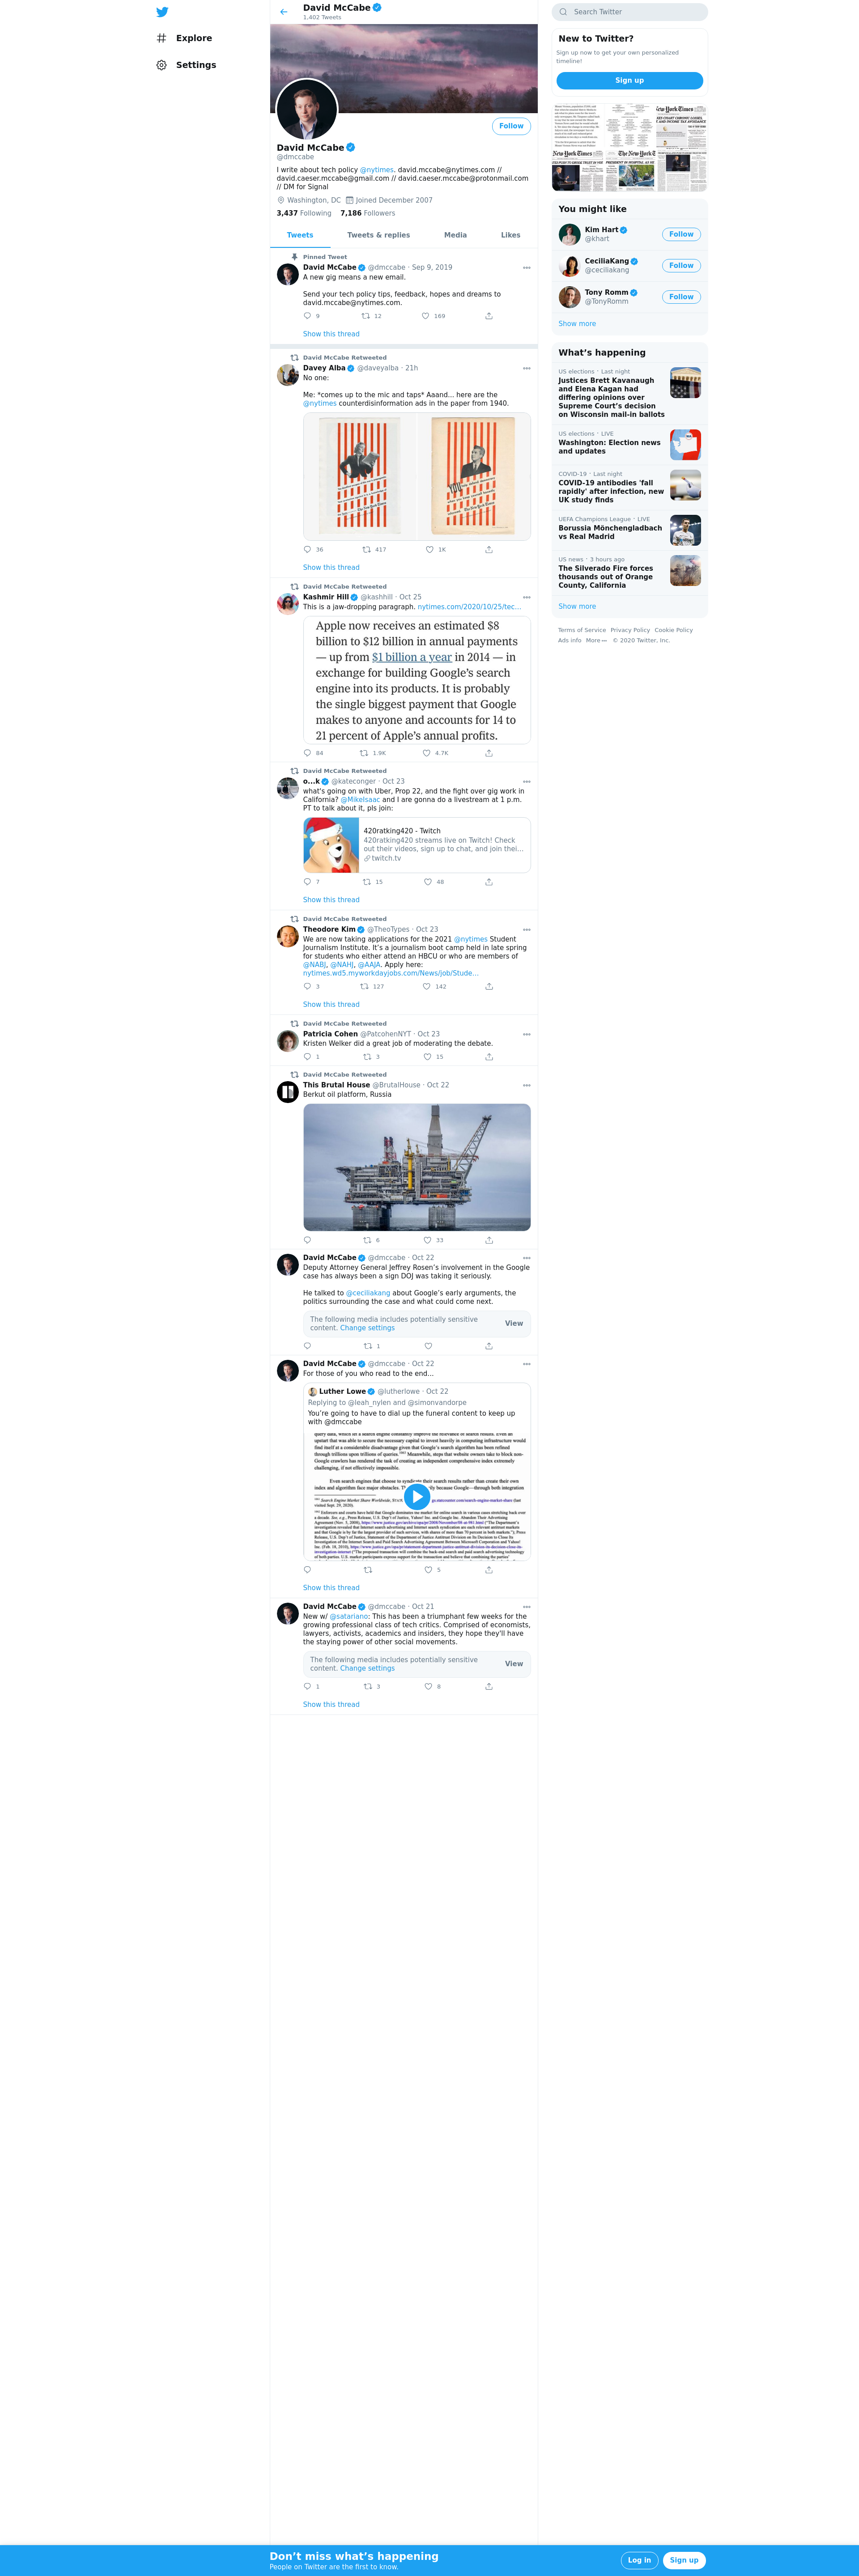 David McCabe
1,402 Tweets
Explore
Settings
Follow
David McCabe
@dmccabe
I write about tech policy @nytimes. david.mccabe@nytimes.com //
david.caeser.mccabe@gmail.com // david.caeser.mccabe@protonmail.com
// DM for Signal
Washington, DC Joined December 2007
3,437 Following 7,186 Followers
Tweets Tweets & replies Media Likes
Pinned Tweet
David McCabe @dmccabe · Sep 9, 2019
A new gig means a new email.
Send your tech policy tips, feedback, hopes and dreams to
david.mccabe@nytimes.com.
9 12 169
Show this thread
David McCabe Retweeted
Davey Alba @daveyalba · 21h
No one:
Me: *comes up to the mic and taps* Aaand... here are the
@nytimes counterdisinformation ads in the paper from 1940.
YOU
The New York Times
36 417 1K
Show this thread
David McCabe Retweeted
Kashmir Hill @kashhill · Oct 25
This is a jaw-dropping paragraph. nytimes.com/2020/10/25/tec…
Apple now receives an estimated $8
billion to $12 billion in annual payments
— up from $1 billion a year in 2014 — in
exchange for building Google's search
engine into its products. It is probably
the single biggest payment that Google
makes to anyone and accounts for 14 to
21 percent of Apple's annual profits.
84 1.9K 4.7K
David McCabe Retweeted
o...k @kateconger · Oct 23
what's going on with Uber, Prop 22, and the fight over gig work in
California? @MikeIsaac and I are gonna do a livestream at 1 p.m.
PT to talk about it, pls join:
420ratking420 - Twitch
420ratking420 streams live on Twitch! Check
out their videos, sign up to chat, and join thei…
twitch.tv
7 15 48
Show this thread
David McCabe Retweeted
Theodore Kim @TheoTypes · Oct 23
We are now taking applications for the 2021 @nytimes Student
Journalism Institute. It's a journalism boot camp held in late spring
for students who either attend an HBCU or who are members of
@NABJ, @NAHJ, @AAJA. Apply here:
nytimes.wd5.myworkdayjobs.com/News/job/Stude…
3 127 142
Show this thread
David McCabe Retweeted
Patricia Cohen @PatcohenNYT · Oct 23
Kristen Welker did a great job of moderating the debate.
1 3 15
David McCabe Retweeted
This Brutal House @BrutalHouse · Oct 22
Berkut oil platform, Russia
6 33
David McCabe @dmccabe · Oct 22
Deputy Attorney General Jeffrey Rosen's involvement in the Google
case has always been a sign DOJ was taking it seriously.
He talked to @ceciliakang about Google's early arguments, the
politics surrounding the case and what could come next.
The following media includes potentially sensitive
content. Change settings
View
1
David McCabe @dmccabe · Oct 22
For those of you who read to the end...
Luther Lowe @lutherlowe · Oct 22
Replying to @leah_nylen and @simonvandorpe
You're going to have to dial up the funeral content to keep up
with @dmccabe
5
Show this thread
David McCabe @dmccabe · Oct 21
New w/ @satariano: This has been a triumphant few weeks for the
growing professional class of tech critics. Comprised of economists,
lawyers, activists, academics and insiders, they hope they'll have
the staying power of other social movements.
The following media includes potentially sensitive
content. Change settings
View
1 3 8
Show this thread
Search Twitter
New to Twitter?
Sign up now to get your own personalized
timeline!
Sign up
New York Times
You might like
Kim Hart
@khart
Follow
CeciliaKang
@ceciliakang
Follow
Tony Romm
@TonyRomm
Follow
Show more
What's happening
US elections · Last night
Justices Brett Kavanaugh
and Elena Kagan had
differing opinions over
Supreme Court's decision
on Wisconsin mail-in ballots
US elections · LIVE
Washington: Election news
and updates
COVID-19 · Last night
COVID-19 antibodies 'fall
rapidly' after infection, new
UK study finds
UEFA Champions League · LIVE
Borussia Mönchengladbach
vs Real Madrid
US news · 3 hours ago
The Silverado Fire forces
thousands out of Orange
County, California
Show more
Terms of Service Privacy Policy Cookie Policy
Ads info More © 2020 Twitter, Inc.
Don't miss what's happening
People on Twitter are the first to know.
Log in
Sign up